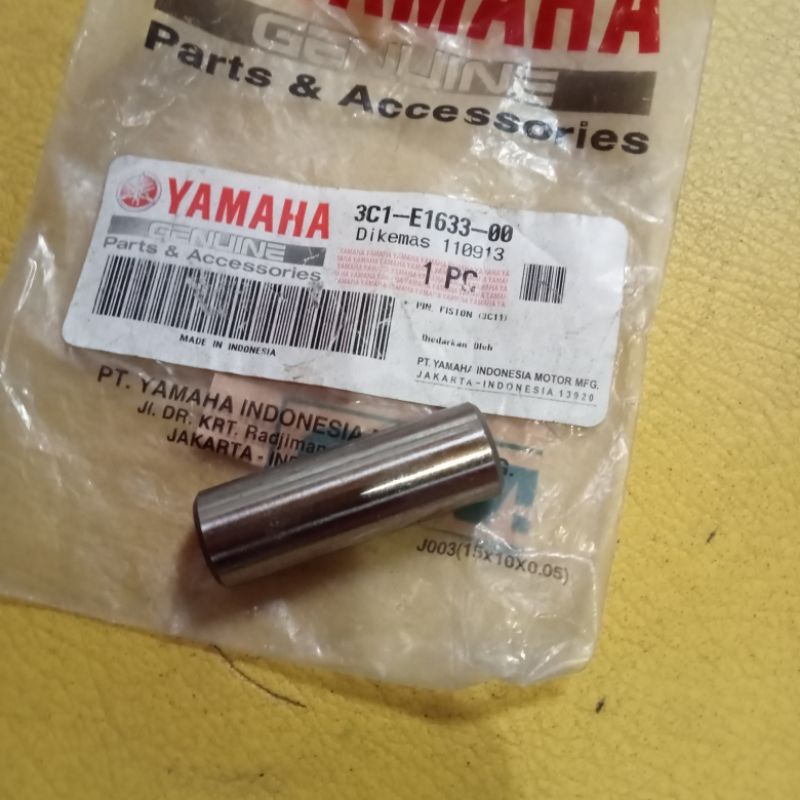 YAMAHA
GENUINE
Parts & Accessories
YAMAHA
GENUINE
Parts & Accessories
3C1-E1633-00
Dikemas 110913
1 PC
PIN, PISTON (3C11)
MADE IN INDONESIA
Diedarkan Oleh
PT. YAMAHA INDONESIA MOTOR MFG.
JAKARTA-INDONESIA 13920
PT. YAMAHA INDONESIA
Jl. DR. KRT. Radjiman
JAKARTA - IN
J003(15x10x0.05)